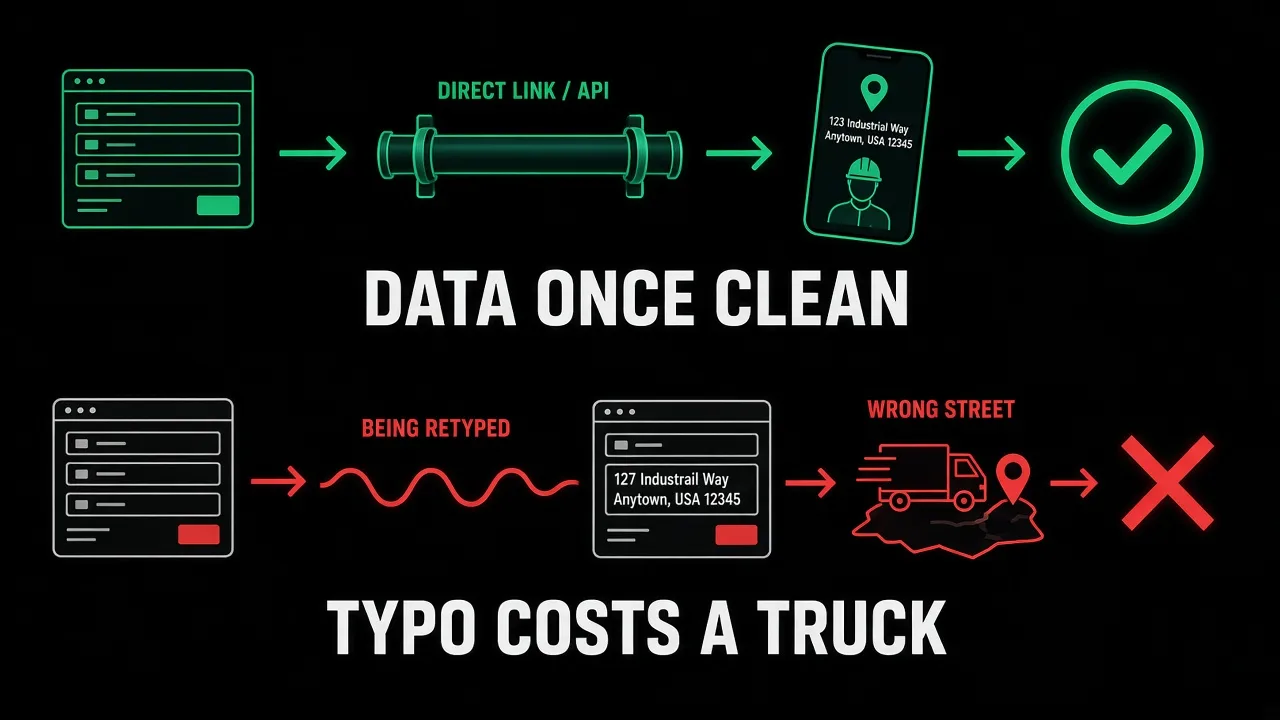 DIRECT LINK / API
123 Industrial Way
Anytown, USA 12345
DATA ONCE CLEAN
BEING RETYPED
127 Industrail Way
Anytown, USA 12345
WRONG STREET
TYPO COSTS A TRUCK